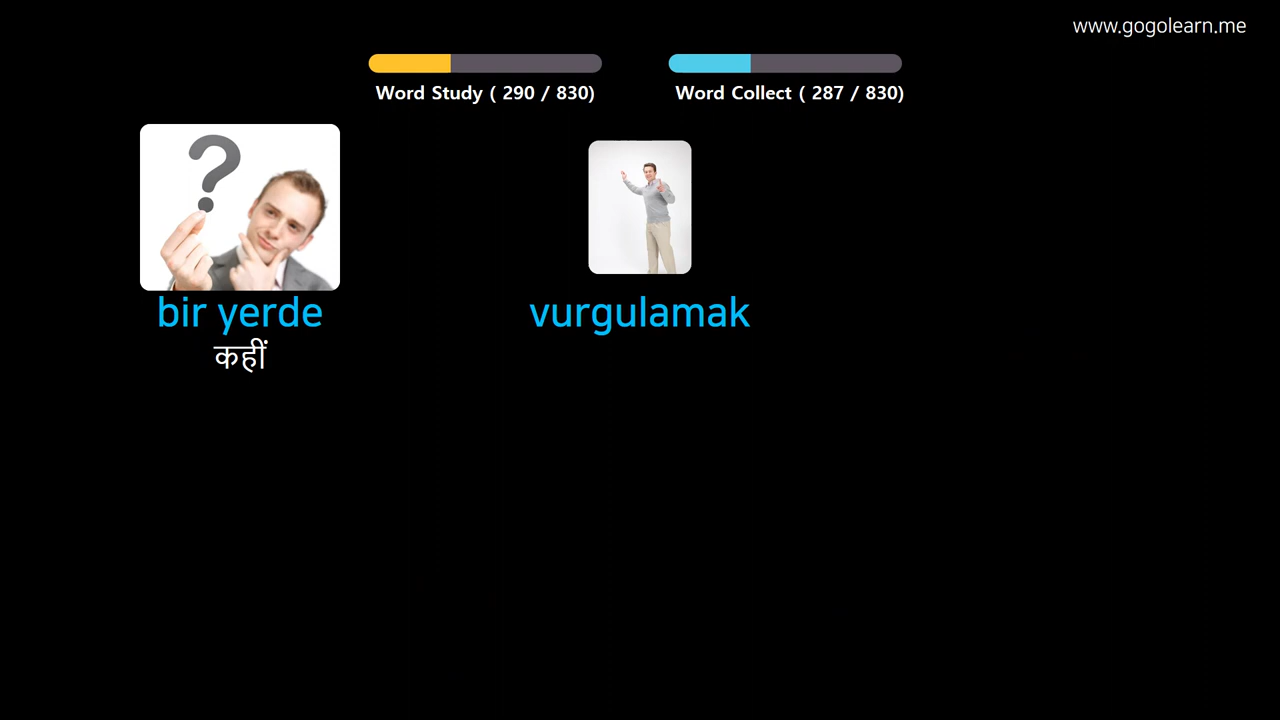 www.gogolearn.me
Word Study ( 290 / 830)
Word Collect ( 287 / 830)
?
bir yerde
vurgulamak
कहीं